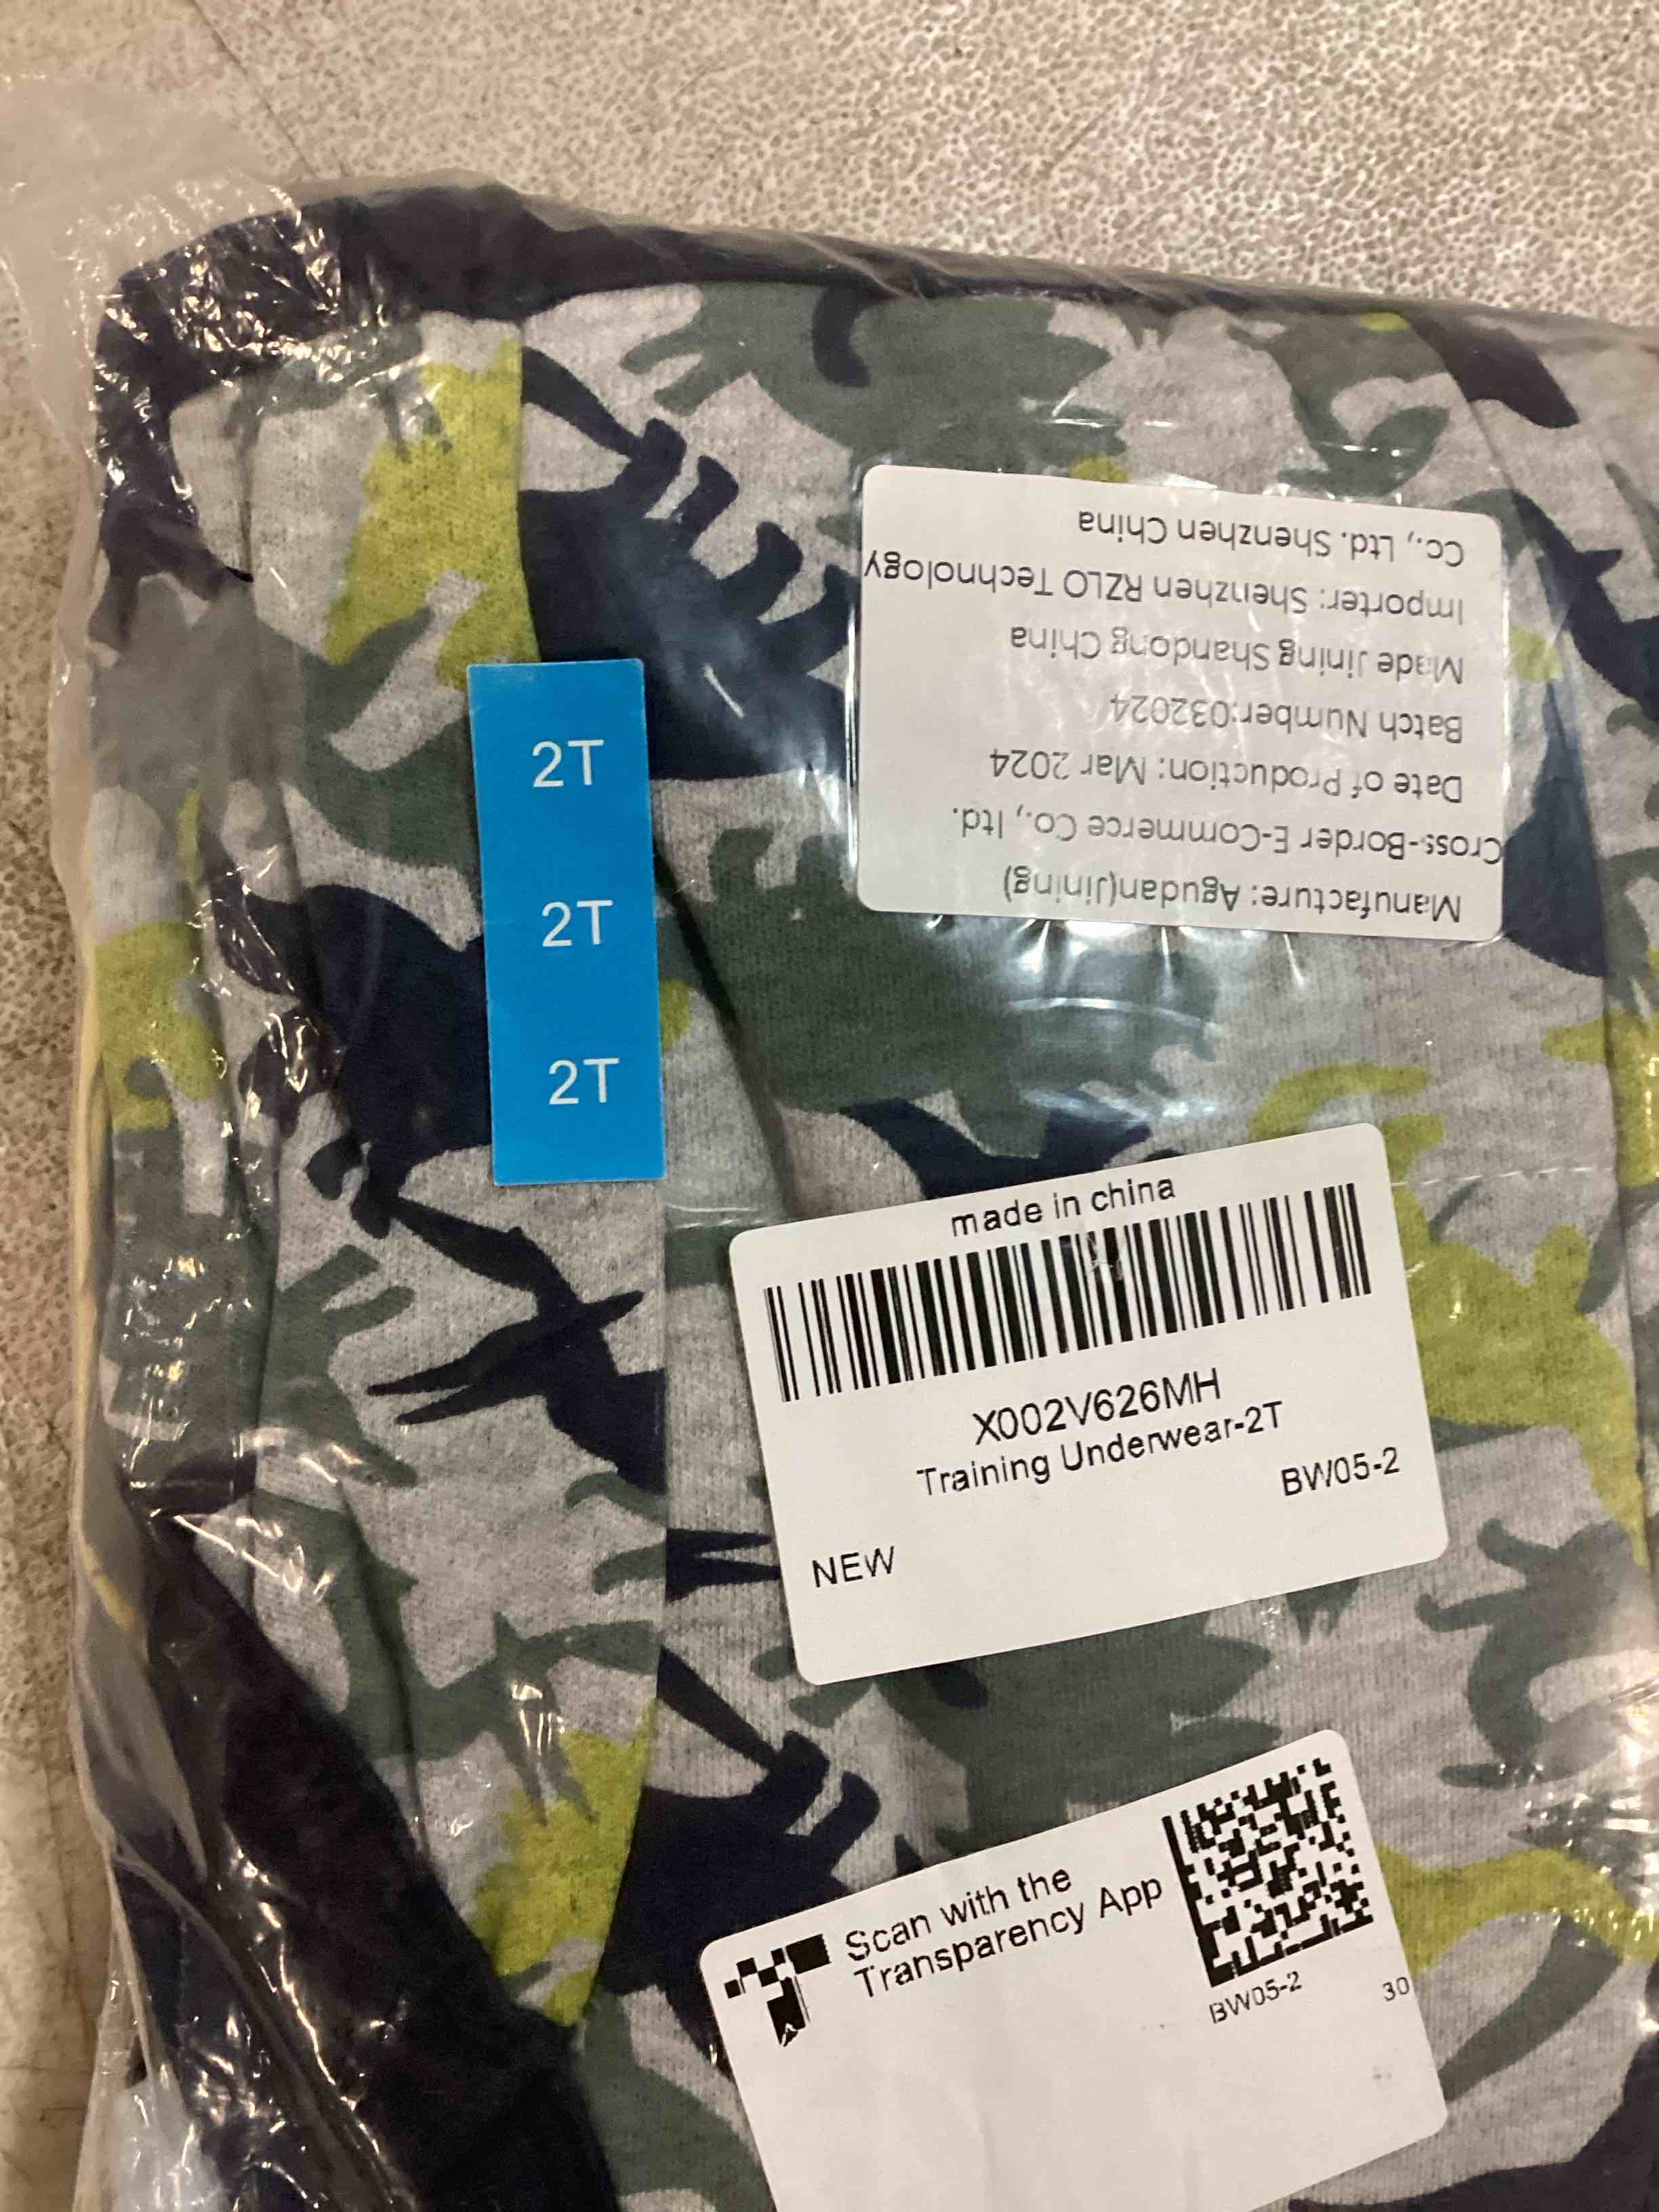 2T
2T
2T
Manufacture: Agudan(Jining)
Cross-Border E-Commerce Co., ltd.
Date of Production: Mar 2024
Batch Number:032024
Made Jining Shandong China
Importer: Shenzhen RZLO Technology
Co., Ltd. Shenzhen China
made in china
X002V626MH
Training Underwear-2T
BW05-2
NEW
Scan with the
Transparency App
BW05-2
30